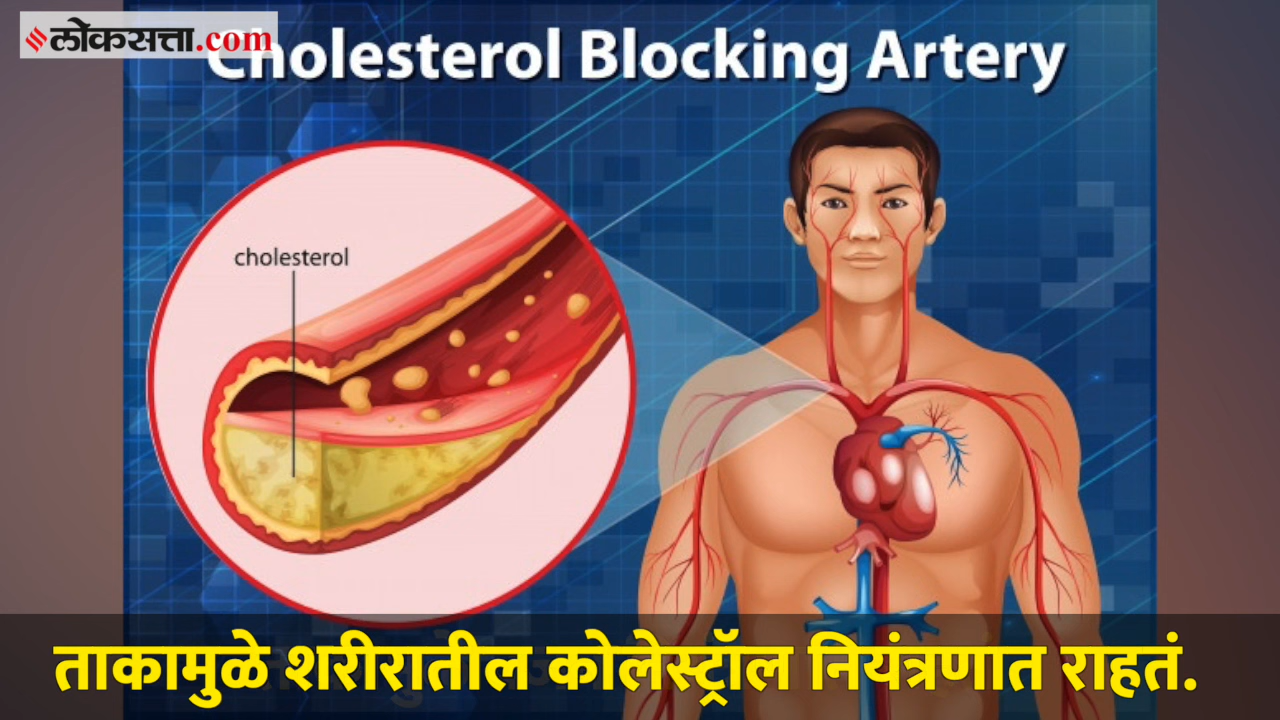 लोकसत्ता.com
Cholesterol Blocking Artery
cholesterol
ताकामुळे शरीरातील कोलेस्ट्रॉल नियंत्रणात राहतं.